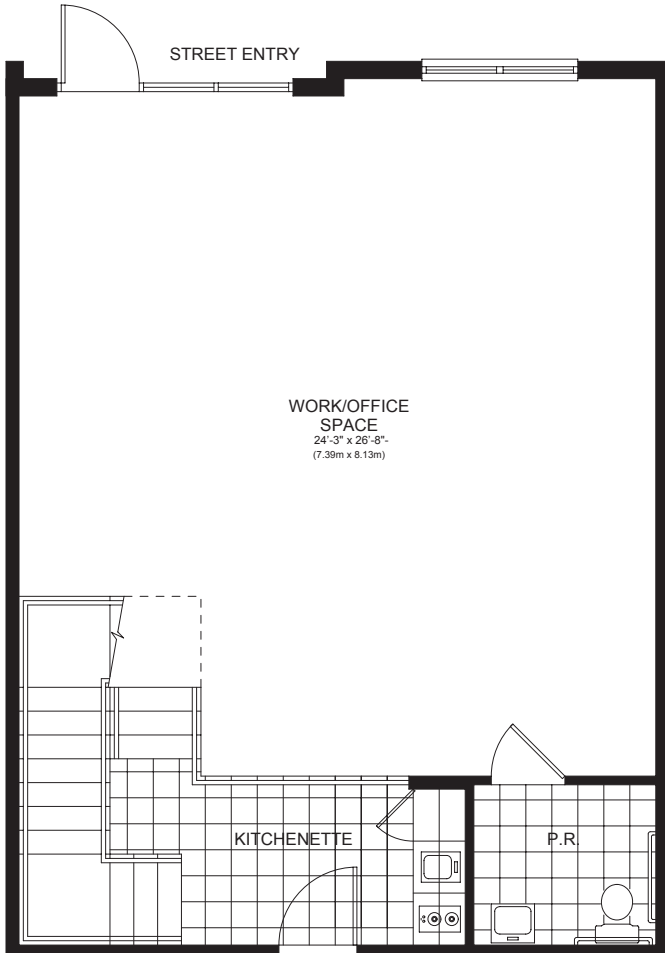 STREET ENTRY
WORK/OFFICE
SPACE
24'-3" x 26'-8"-
(7.39m x 8.13m)
KITCHENETTE
P.R.